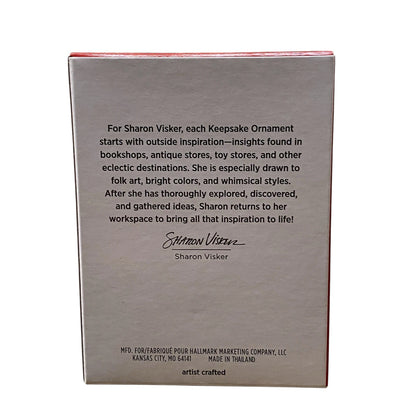 For Sharon Visker, each Keepsake Ornament
starts with outside inspiration—insights found in
bookshops, antique stores, toy stores, and other
eclectic destinations. She is especially drawn to
folk art, bright colors, and whimsical styles.
After she has thoroughly explored, discovered,
and gathered ideas, Sharon returns to her
workspace to bring all that inspiration to life!
SHARON VISKER
Sharon Visker
MFD. FOR/FABRIQUÉ POUR HALLMARK MARKETING COMPANY, LLC
KANSAS CITY, MO 64141 MADE IN THAILAND
artist crafted